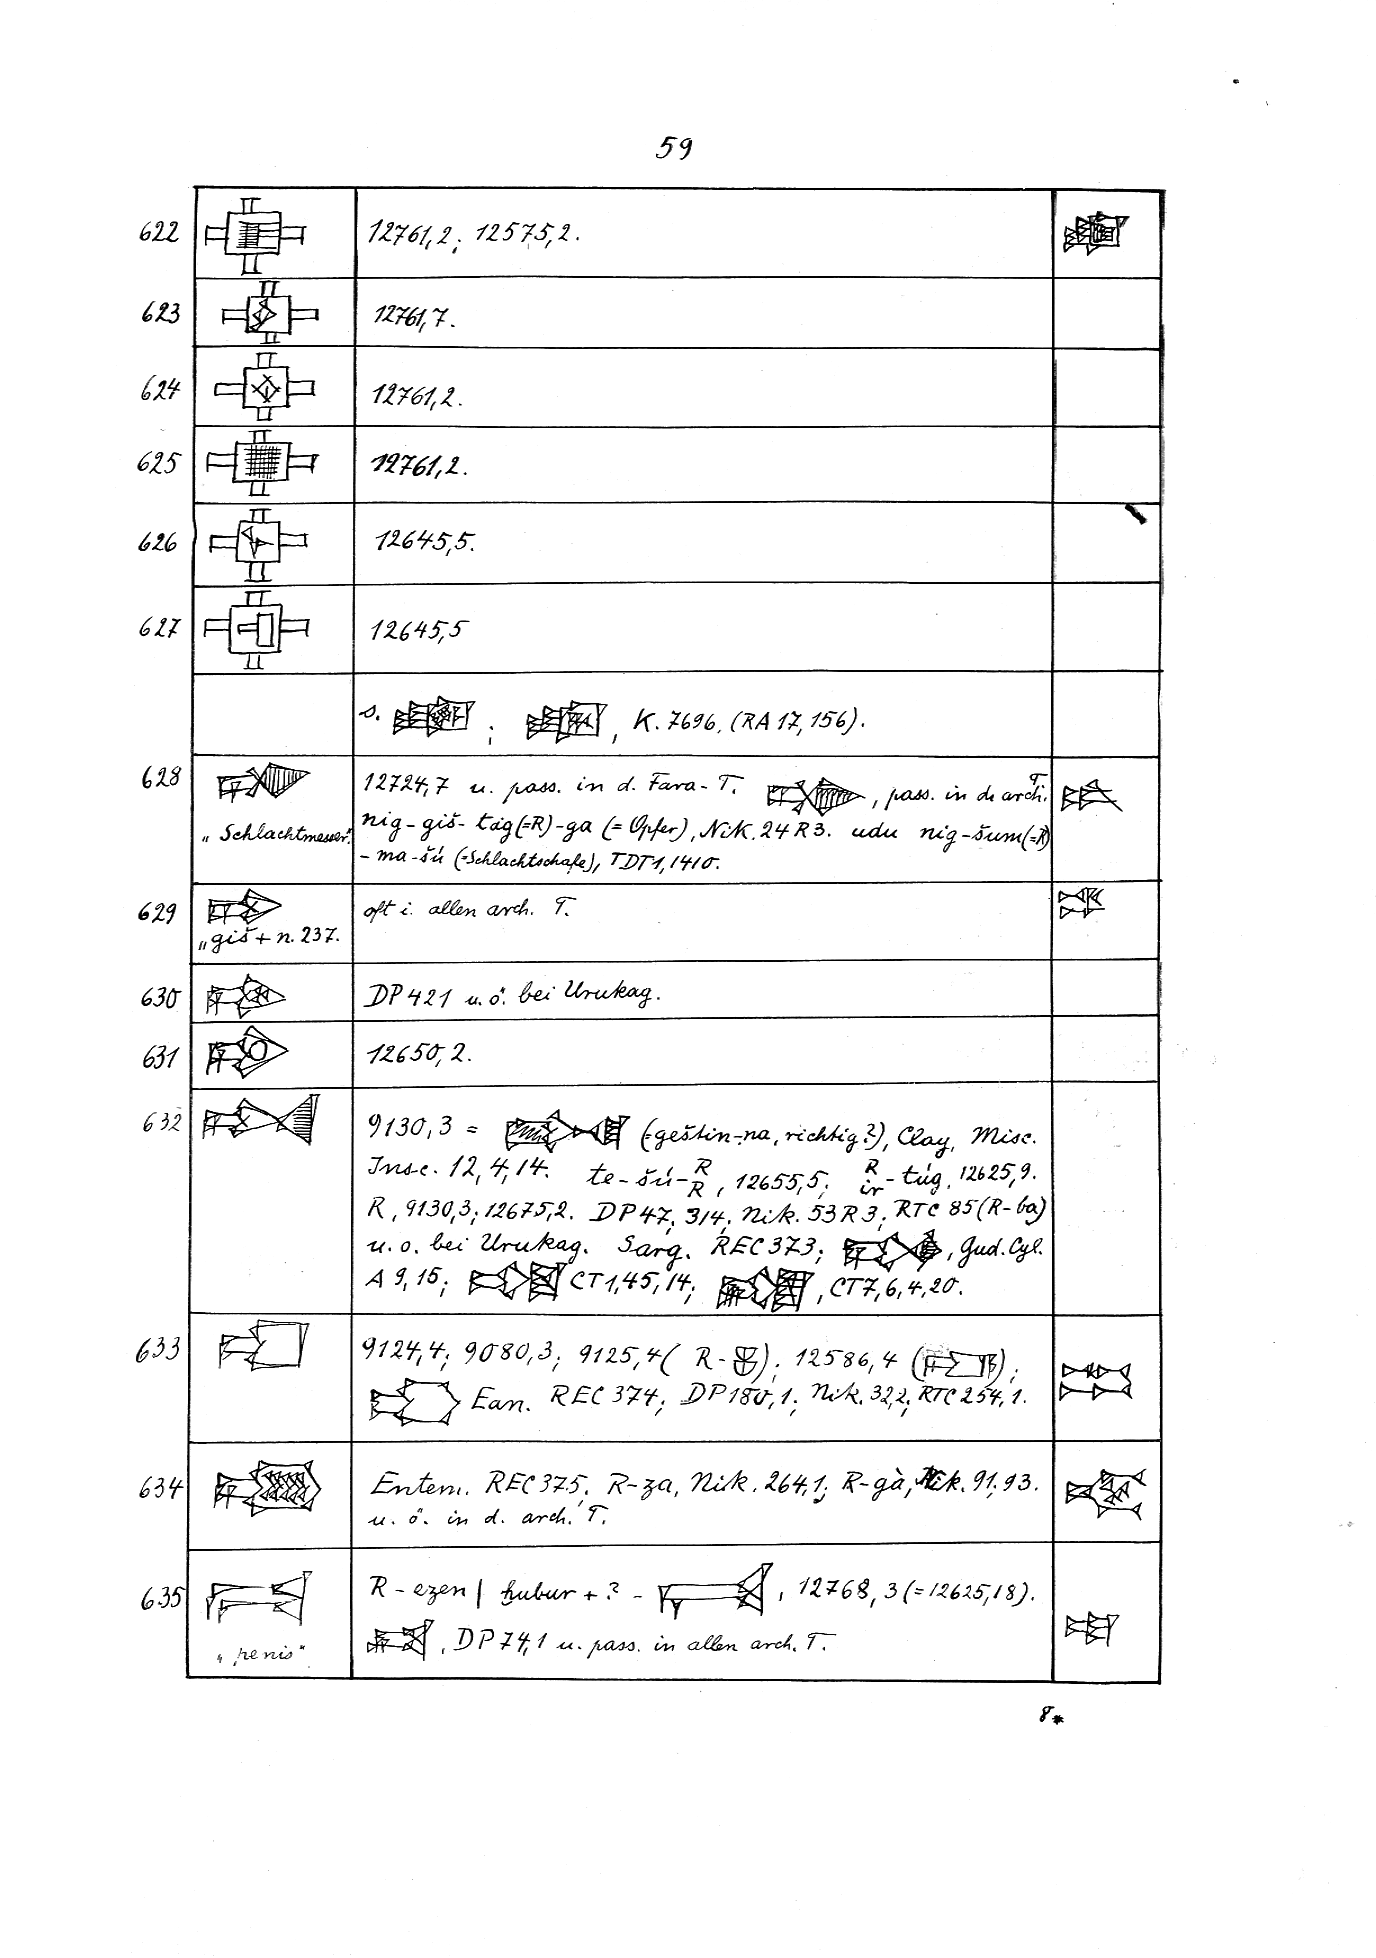 59
622 12761,2; 12575,2.
623 12761,7.
624 12761,2.
625 12761,2.
626 12645,5.
627 12645,5
s. ; , K. 7696, (RA 17, 156).
628 12724,7 u. pass. in d. Fara-T. , pass. in d. arch. T.
„Schlachtmesser" nig-giš-tag(=R)-ga (= Opfer), Nik. 24 R 3. udu nig-šum(=R)
-ma-šú (=Schlachtschafe), TDT 1, 1410.
629 oft i. allen arch. T.
„giš + n. 237.
630 DP 421 u. ö. bei Urukag.
631 12650,2.
632 9130,3 = (=geštin-na, richtig?), Clay, Misc.
Insc. 12, 4, 14. te-šú-R R, 12655,5; R ir-túg, 12625,9.
R, 9130,3; 12675,2. DP 47; 314; Nik. 53 R 3; RTC 85 (R-ba)
u. o. bei Urukag. Sarg. REC 373; , Gud. Cyl.
A 9, 15; CT 1, 45, 14; , CT 7, 6, 4, 20.
633 9124,4; 9080,3; 9125,4 ( R- ); 12586,4 ( );
Ean. REC 374; DP 180,1; Nik. 32,2; RTC 254,1.
634 Entem. REC 375; R-za, Nik. 264,1; R-gà, Nik. 91; 93.
u. ö. in d. arch. T.
635 R-ezen | hubur + ? - , 12768,3 (=12625,18).
„penis" , DP 74,1 u. pass. in allen arch. T.
8*